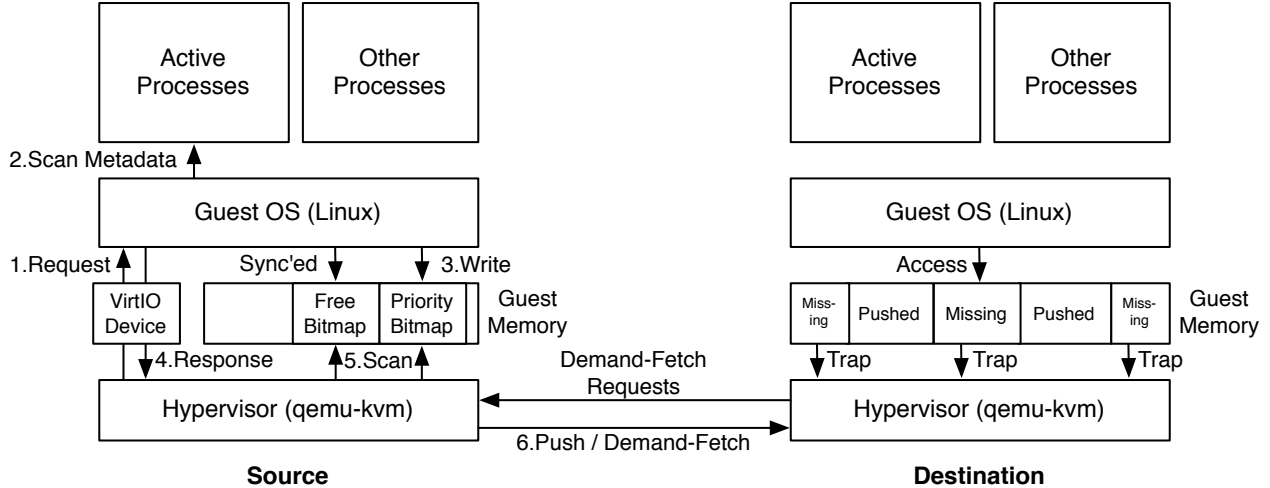 Active
Processes
Other
Processes
Active
Processes
Other
Processes
2.Scan Metadata
Guest OS (Linux)
Guest OS (Linux)
1.Request
Sync'ed
3.Write
Access
VirtIO
Device
Free
Bitmap
Priority
Bitmap
Guest
Memory
Miss-
ing
Pushed
Missing
Pushed
Miss-
ing
Guest
Memory
4.Response
5.Scan
Demand-Fetch
Requests
Trap
Trap
Trap
Hypervisor (qemu-kvm)
Hypervisor (qemu-kvm)
6.Push / Demand-Fetch
Source
Destination